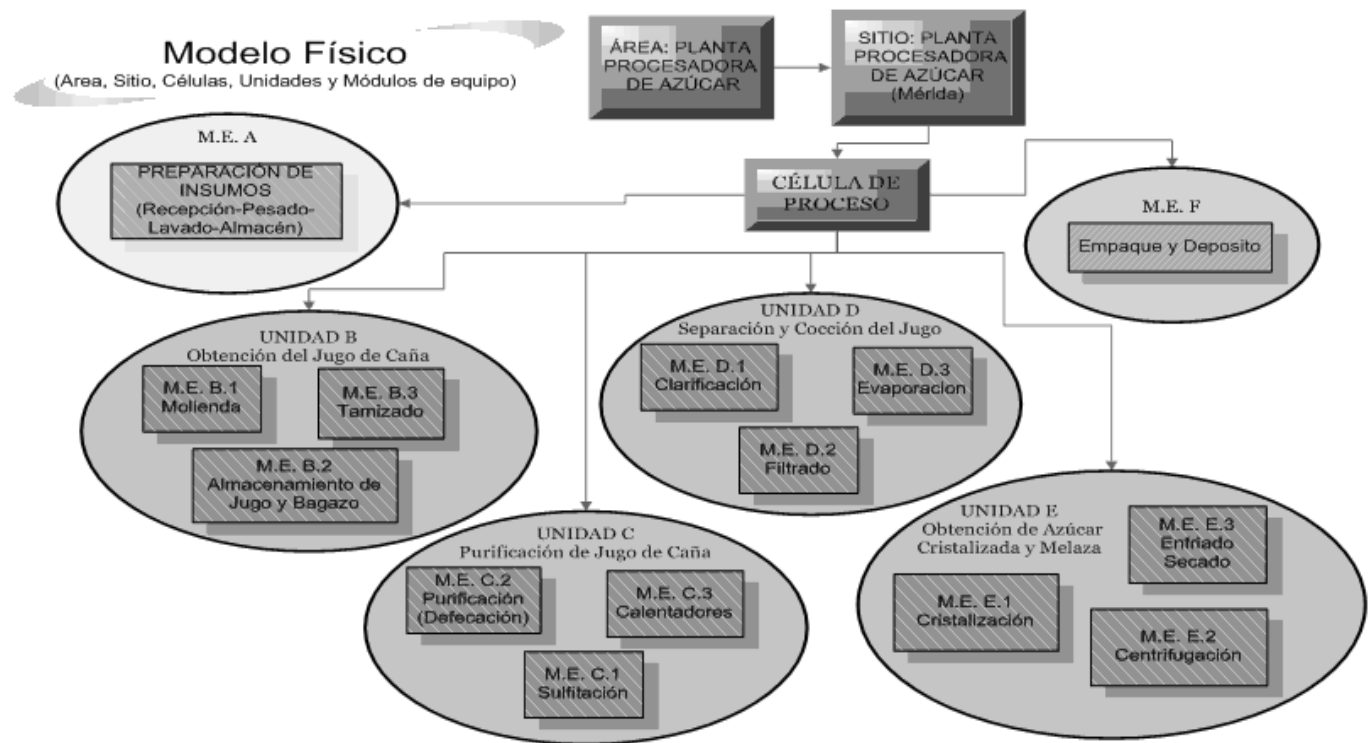 Modelo Físico
(Area, Sitio, Células, Unidades y Módulos de equipo)
ÁREA: PLANTA
PROCESADORA
DE AZÚCAR
SITIO: PLANTA
PROCESADORA
DE AZÚCAR
(Mérida)
M.E. A
PREPARACIÓN DE
INSUMOS
(Recepción-Pesado-
Lavado-Almacén)
CÉLULA DE
PROCESO
M.E. F
Empaque y Deposito
UNIDAD B
Obtención del Jugo de Caña
M.E. B.1
Molienda
M.E. B.3
Tamizado
M.E. B.2
Almacenamiento de
Jugo y Bagazo
UNIDAD D
Separación y Cocción del Jugo
M.E. D.1
Clarificación
M.E. D.3
Evaporacion
M.E. D.2
Filtrado
UNIDAD C
Purificación de Jugo de Caña
M.E. C.2
Purificación
(Defecación)
M.E. C.3
Calentadores
M.E. C.1
Sulfitación
UNIDAD E
Obtención de Azúcar
Cristalizada y Melaza
M.E. E.3
Enfriado
Secado
M.E. E.1
Cristalización
M.E. E.2
Centrifugación